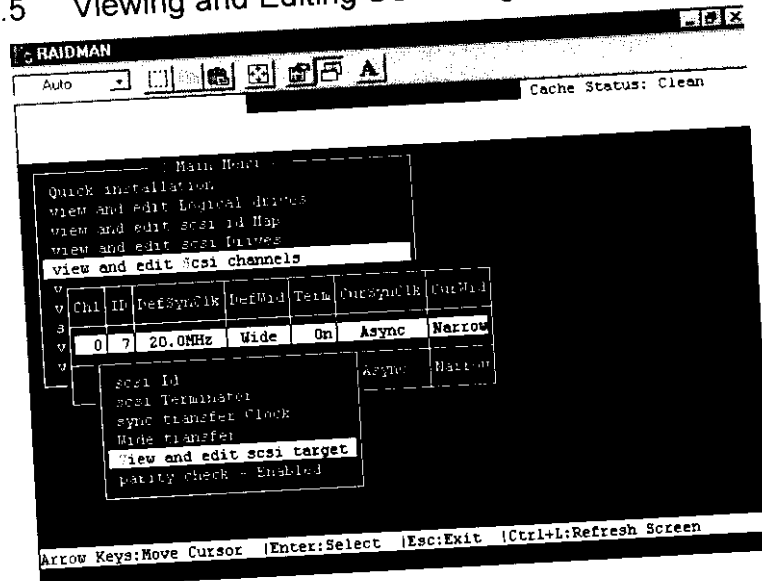 .5 Viewing and Editing
RAIDMAN
Auto A
Cache Status: Clean
Main Menu
Quick installation
view and edit Logical drives
view and edit scsi id Map
view and edit scsi Drives
view and edit Scsi channels
v
v Chl ID DefSynClk DefWid Term CurSynClk CurWid
s
v 0 7 20.0MHz Wide On Async Narrow
v
Async Narrow
scsi Id
scsi Terminator
sync transfer Clock
Wide transfer
View and edit scsi target
parity check - Enabled
Arrow Keys:Move Cursor |Enter:Select |Esc:Exit |Ctrl+L:Refresh Screen